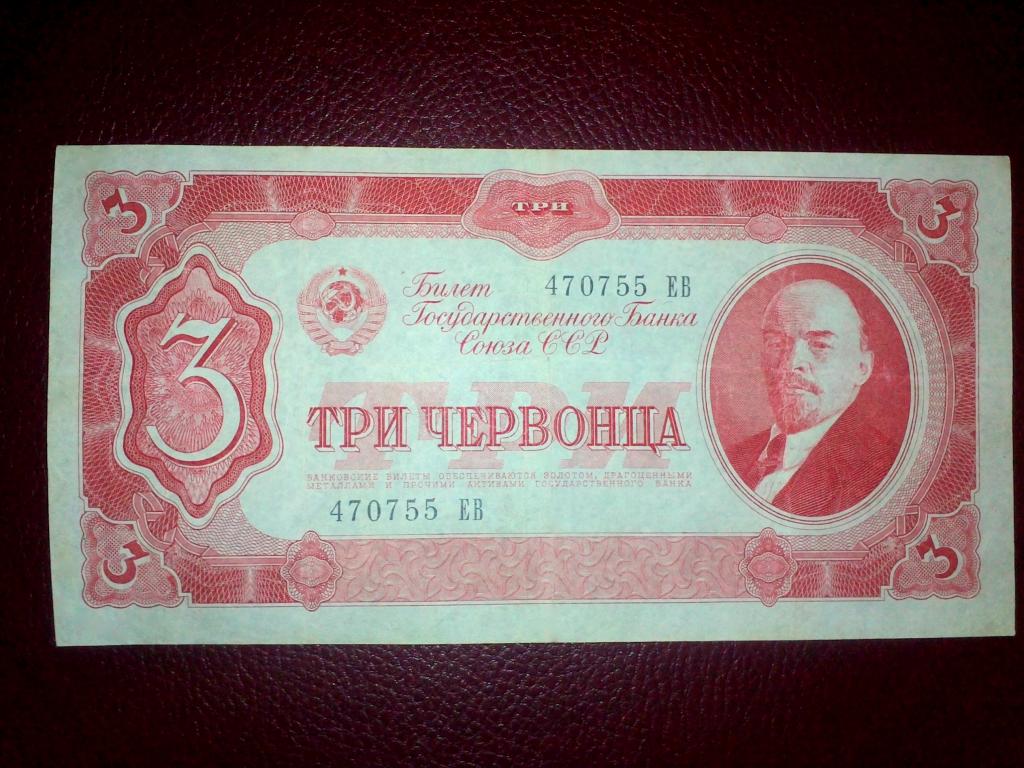 3 ТРИ 3
Билет 470755 ЕВ
Государственного Банка
Союза ССР
3
ТРИ
ТРИ ЧЕРВОНЦА
БАНКОВСКИЕ БИЛЕТЫ ОБЕСПЕЧИВАЮТСЯ ЗОЛОТОМ, ДРАГОЦЕННЫМИ
МЕТАЛЛАМИ И ПРОЧИМИ АКТИВАМИ ГОСУДАРСТВЕННОГО БАНКА
470755 ЕВ
3 3